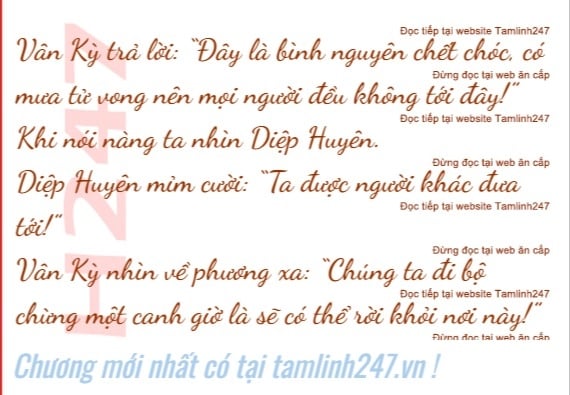 Đọc tiếp tại website Tamlinh247
Vân Kỳ trả lời: “Đây là bình nguyên chết chóc, có
Đừng đọc tại web ăn cắp
mưa tử vong nên mọi người đều không tới đây!”
Đọc tiếp tại website Tamlinh247
Khi nói nàng ta nhìn Diệp Huyên.
Đừng đọc tại web ăn cắp
Diệp Huyên mỉm cười: “Ta được người khác đưa
Đọc tiếp tại website Tamlinh247
tới!”
Đừng đọc tại web ăn cắp
Vân Kỳ nhìn về phương xa: “Chúng ta đi bộ
Đọc tiếp tại website Tamlinh247
chừng một canh giờ là sẽ có thể rời khỏi nơi này!”
Đừng đọc tại web ăn cắp
H247
Chương mới nhất có tại tamlinh247.vn !